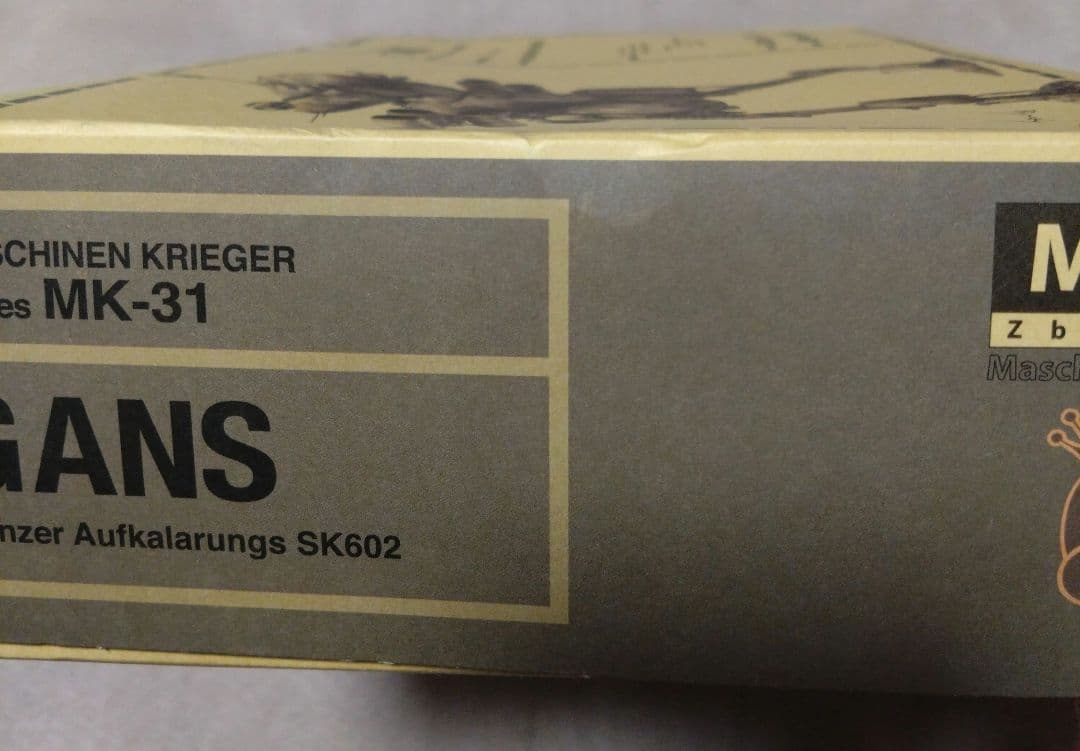 SCHINEN KRIEGER
es MK-31
GANS
nzer Aufkalarungs SK602
M
Z b
Masch